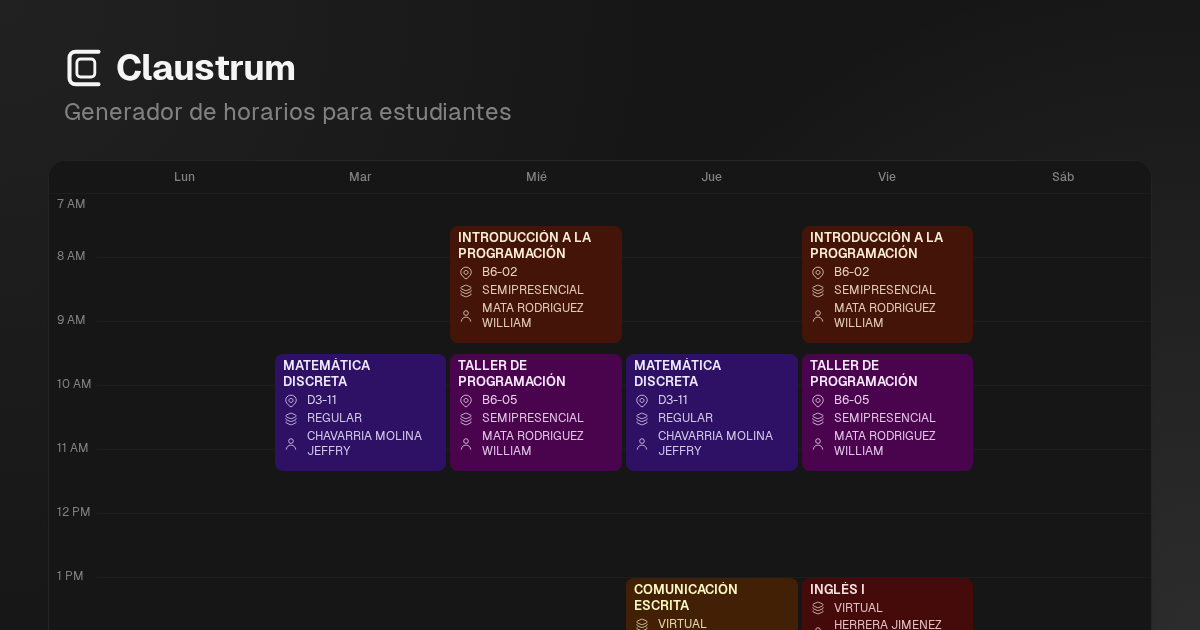 Claustrum
Generador de horarios para estudiantes
Lun Mar Mié Jue Vie Sáb
7 AM
8 AM
9 AM
10 AM
11 AM
12 PM
1 PM
MATEMÁTICA
DISCRETA
D3-11
REGULAR
CHAVARRIA MOLINA
JEFFRY
INTRODUCCIÓN A LA
PROGRAMACIÓN
B6-02
SEMIPRESENCIAL
MATA RODRIGUEZ
WILLIAM
TALLER DE
PROGRAMACIÓN
B6-05
SEMIPRESENCIAL
MATA RODRIGUEZ
WILLIAM
MATEMÁTICA
DISCRETA
D3-11
REGULAR
CHAVARRIA MOLINA
JEFFRY
COMUNICACIÓN
ESCRITA
VIRTUAL
INTRODUCCIÓN A LA
PROGRAMACIÓN
B6-02
SEMIPRESENCIAL
MATA RODRIGUEZ
WILLIAM
TALLER DE
PROGRAMACIÓN
B6-05
SEMIPRESENCIAL
MATA RODRIGUEZ
WILLIAM
INGLÉS I
VIRTUAL
HERRERA JIMENEZ